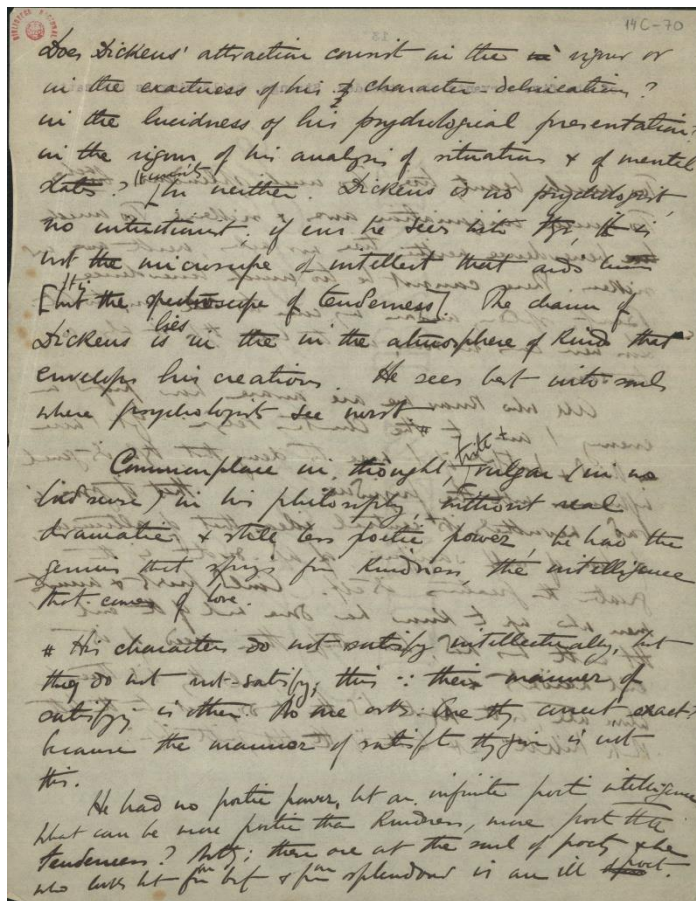 14C-70
Does Dickens' attraction consist in the vigour or
in the exactness of his character-delineation?
in the lucidness of his psychological presentation?
in the vigour of his analysis of situations & of mental
states? In neither. Dickens is no psychologist,
no intuitionist; if ever he sees into it is
not the microscope of intellect that aids him
[but the spectroscope of tenderness]. The charm of
Dickens lies in the in the atmosphere of kind that
envelops his creations. He sees best into souls
where psychologists see worst #
Commonplace in thought, vulgar (in no
bad sense) in his philosophy, without real
dramatic & still less poetic power, he had the
genius that springs from kindness, the intelligence
that comes of love.
# His characters do not satisfy intellectually, but
they do not not-satisfy; this ∵ their manner of
satisfying is other. No one asks: Are they correct, exact?
because the manner of satisf. they give is not
this.
He had no poetic power, but an infinite poetic intelligence
What can be more poetic than kindness, more poet. than
tenderness? Both; these are at the soul of poetry & he
who looks but for & for splendour is an ill poet.